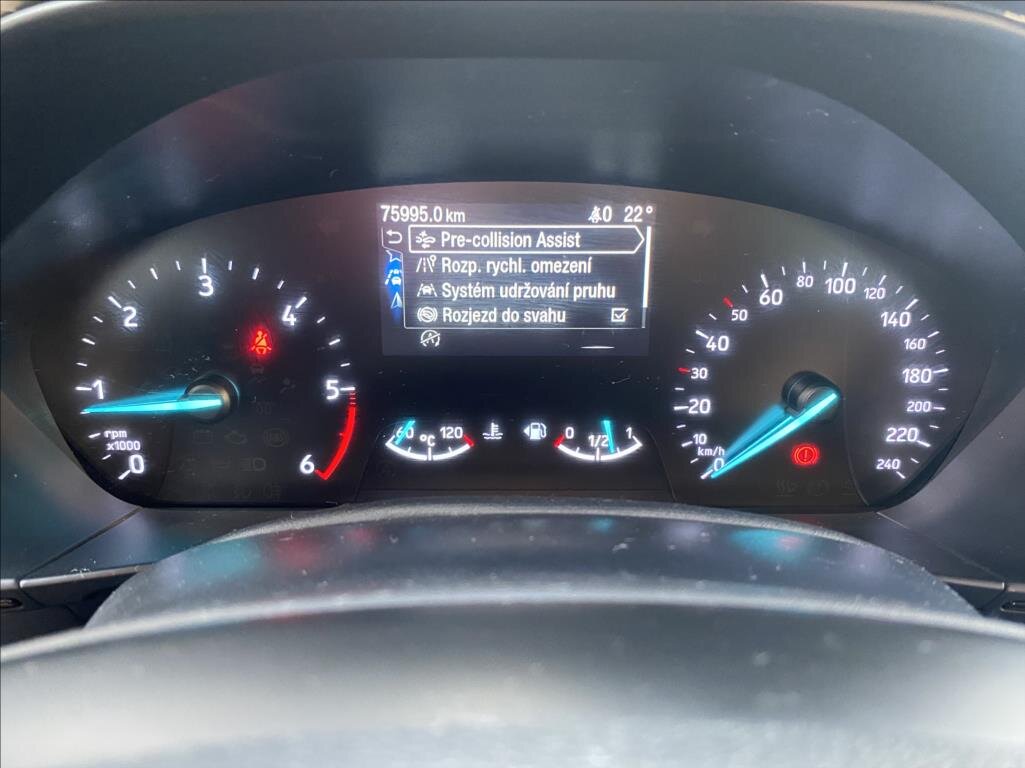 75995.0 km 0 22°
Pre-collision Assist
Rozp. rychl. omezení
Systém udržování pruhu
Rozjezd do svahu
0 1 2 3 4 5 6
rpm
x1000
60 °C 120
0 1/2 1
0 10 20 30 40 50 60 80 100 120 140 160 180 200 220 240
km/h